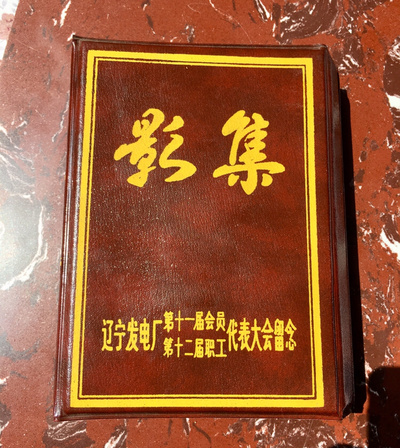 影集
辽宁发电厂第十一届会员代表大会留念
第十二届职工